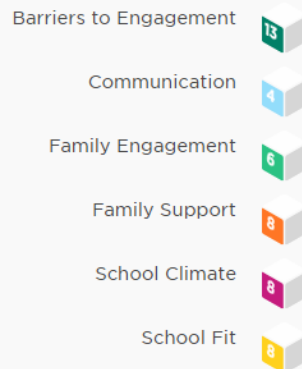 Barriers to Engagement 13
Communication 4
Family Engagement 6
Family Support 8
School Climate 8
School Fit 8